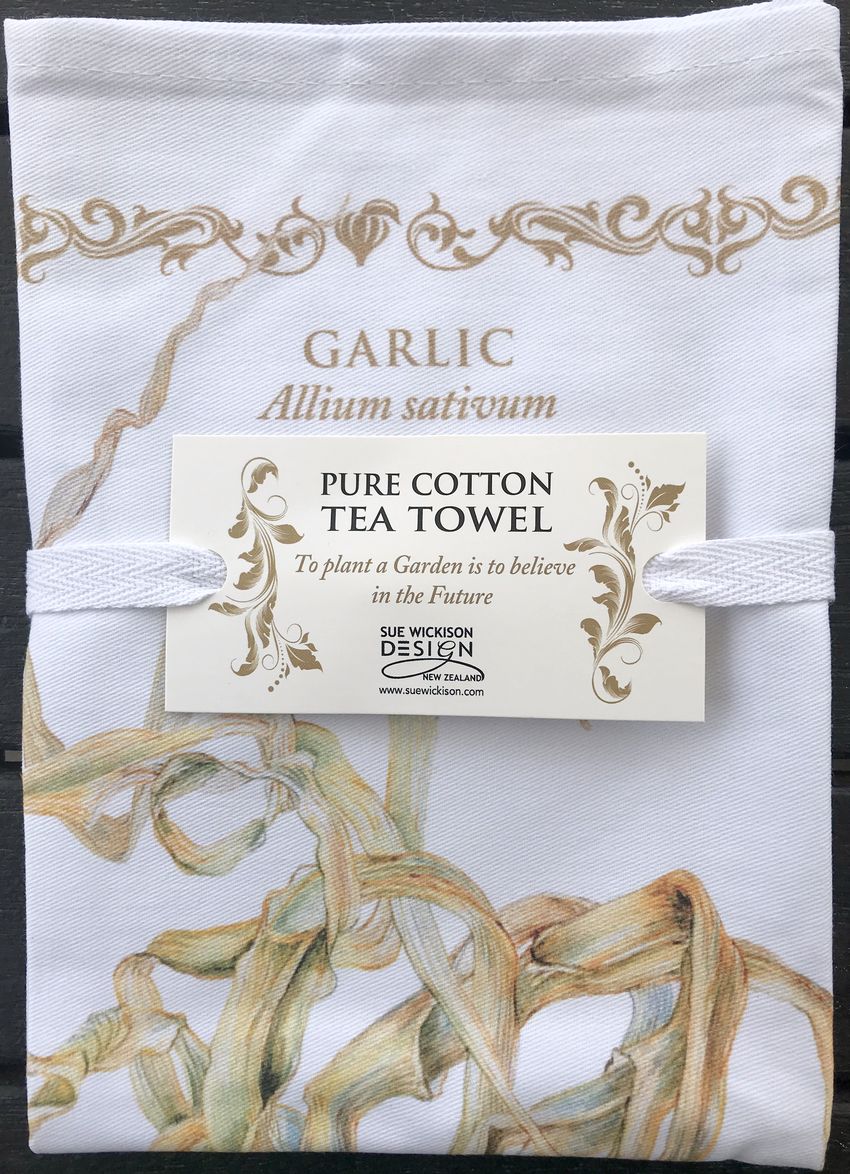 GARLIC
Allium sativum
PURE COTTON
TEA TOWEL
To plant a Garden is to believe
in the Future
SUE WICKISON
DESIGN
NEW ZEALAND
www.suewickison.com